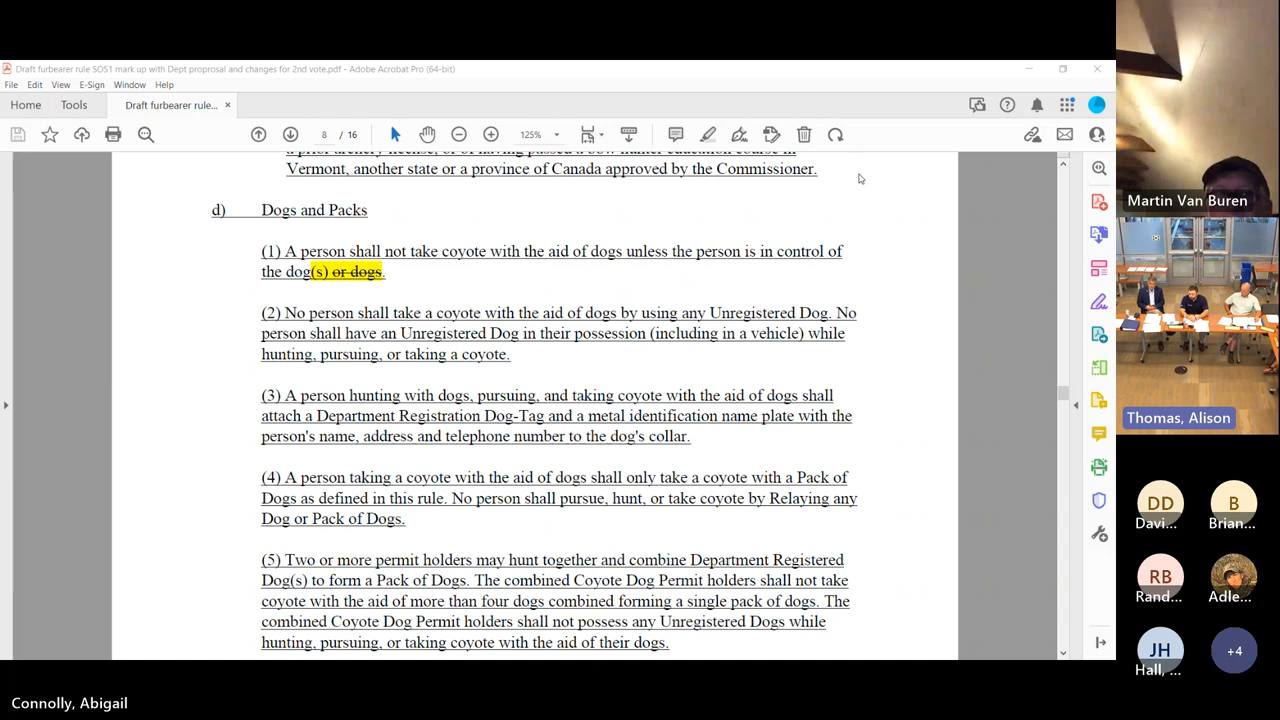 Draft furbearer rule SOS1 mark up with Dept proprosal and changes for 2nd vote.pdf - Adobe Acrobat Pro (64-bit)
File Edit View E-Sign Window Help
Home Tools Draft furbearer rule... ×
8 / 16 125%
a prior archery license, or of having passed a bow hunter education course in
Vermont, another state or a province of Canada approved by the Commissioner.
d) Dogs and Packs
(1) A person shall not take coyote with the aid of dogs unless the person is in control of
the dog(s) or dogs.
(2) No person shall take a coyote with the aid of dogs by using any Unregistered Dog. No
person shall have an Unregistered Dog in their possession (including in a vehicle) while
hunting, pursuing, or taking a coyote.
(3) A person hunting with dogs, pursuing, and taking coyote with the aid of dogs shall
attach a Department Registration Dog-Tag and a metal identification name plate with the
person's name, address and telephone number to the dog's collar.
(4) A person taking a coyote with the aid of dogs shall only take a coyote with a Pack of
Dogs as defined in this rule. No person shall pursue, hunt, or take coyote by Relaying any
Dog or Pack of Dogs.
(5) Two or more permit holders may hunt together and combine Department Registered
Dog(s) to form a Pack of Dogs. The combined Coyote Dog Permit holders shall not take
coyote with the aid of more than four dogs combined forming a single pack of dogs. The
combined Coyote Dog Permit holders shall not possess any Unregistered Dogs while
hunting, pursuing, or taking coyote with the aid of their dogs.
Martin Van Buren
Thomas, Alison
DD B
Davi... Brian...
RB
Rand... Adle...
JH +4
Hall, ...
Connolly, Abigail